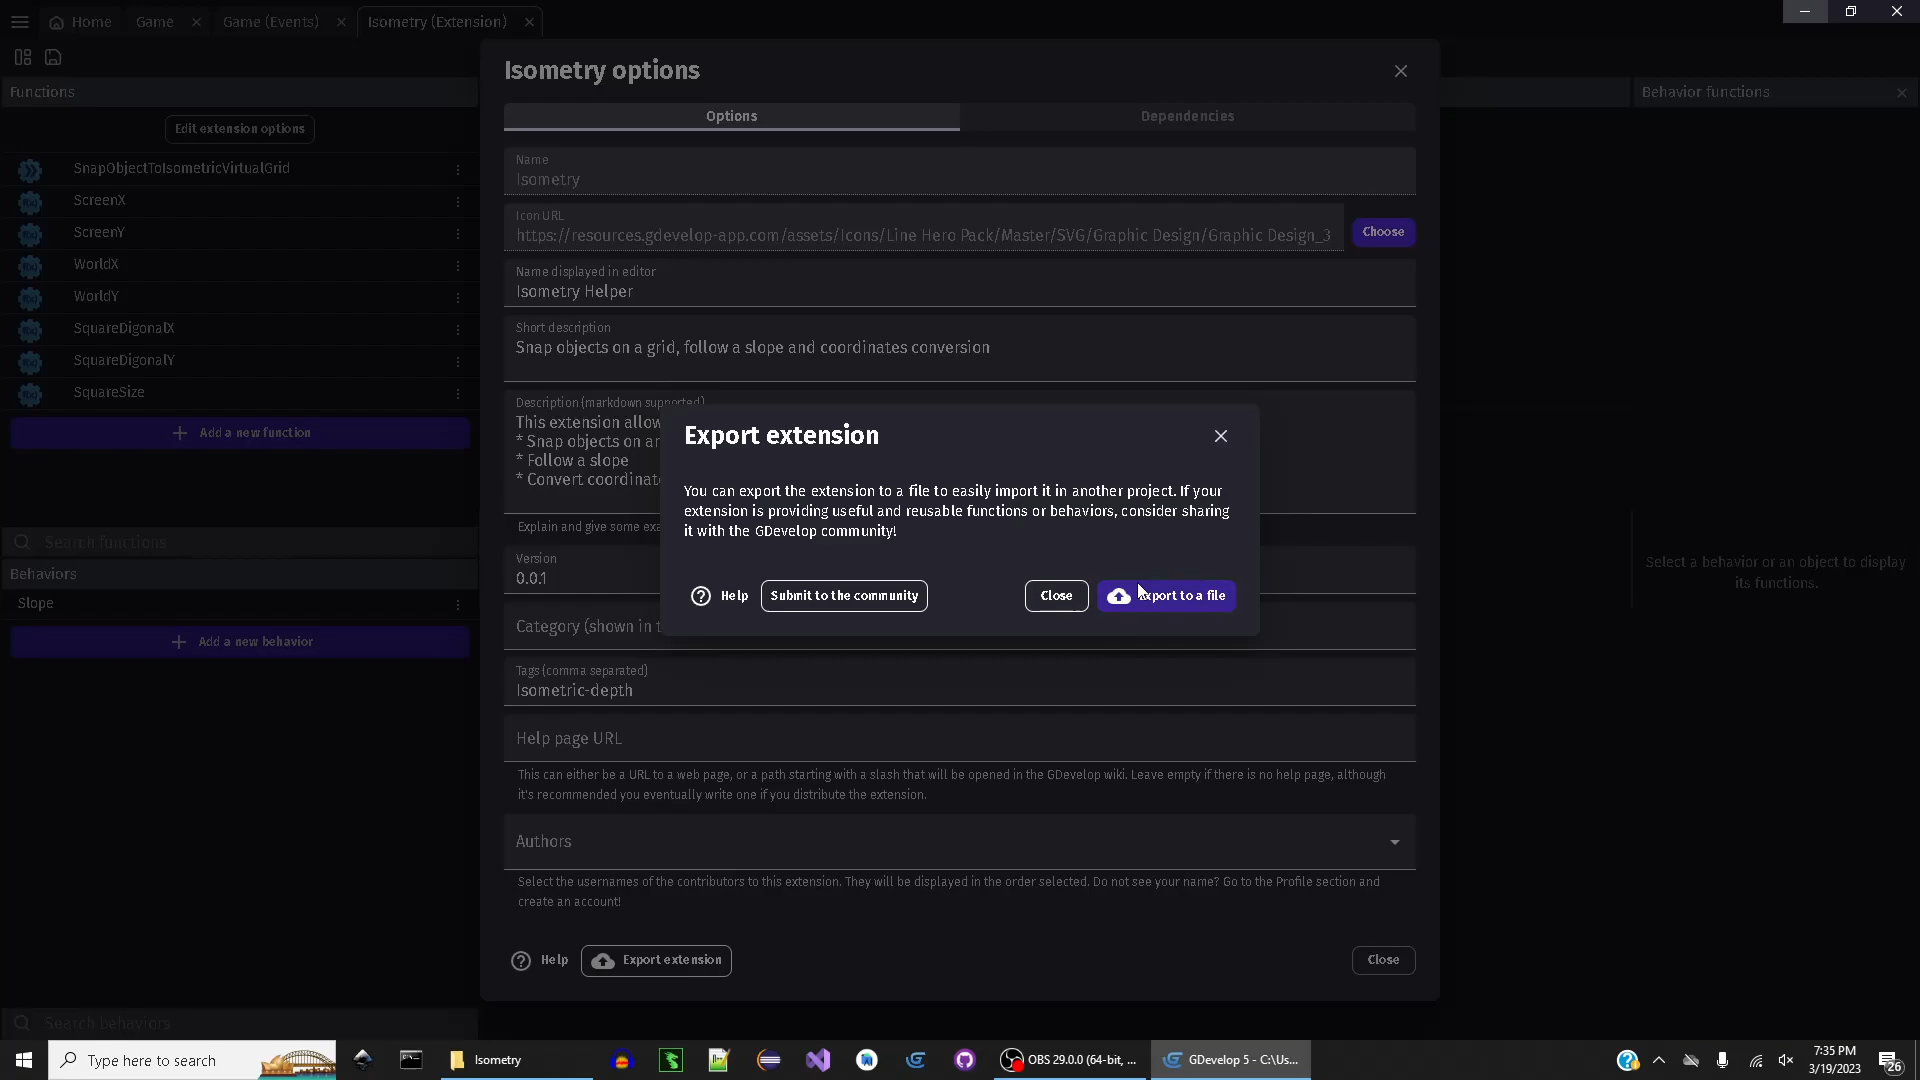 Home
Game
Game (Events)
Isometry (Extension)
Functions
Edit extension options
SnapObjectToIsometricVirtualGrid
ScreenX
ScreenY
WorldX
WorldY
SquareDigonalX
SquareDigonalY
SquareSize
Add a new function
Search functions
Behaviors
Slope
Add a new behavior
Search behaviors
Isometry options
Options
Dependencies
Name
Isometry
Icon URL
https://resources.gdevelop-app.com/assets/Icons/Line Hero Pack/Master/SVG/Graphic Design/Graphic Design_3
Choose
Name displayed in editor
Isometry Helper
Short description
Snap objects on a grid, follow a slope and coordinates conversion
Description (markdown supported)
This extension allow
* Snap objects on
* Follow a slope
* Convert
Explain and give some
Version
0.0.1
Category (shown in
Tags (comma separated)
Isometric-depth
Help page URL
This can either be a URL to a web page, or a path starting with a slash that will be opened in the GDevelop wiki. Leave empty if there is no help page, although
it's recommended you eventually write one if you distribute the extension.
Authors
Select the usernames of the contributors to this extension. They will be displayed in the order selected. Do not see your name? Go to the Profile section and
create an account!
Help
Export extension
Close
Export extension
You can export the extension to a file to easily import it in another project. If your
extension is providing useful and reusable functions or behaviors, consider sharing
it with the GDevelop community!
Help
Submit to the community
Close
xport to a file
Behavior functions
Select a behavior or an object to display
its functions.
Type here to search
Isometry
OBS 29.0.0 (64-bit, ...
GDevelop 5 - C:\Us...
7:35 PM
3/19/2023
26